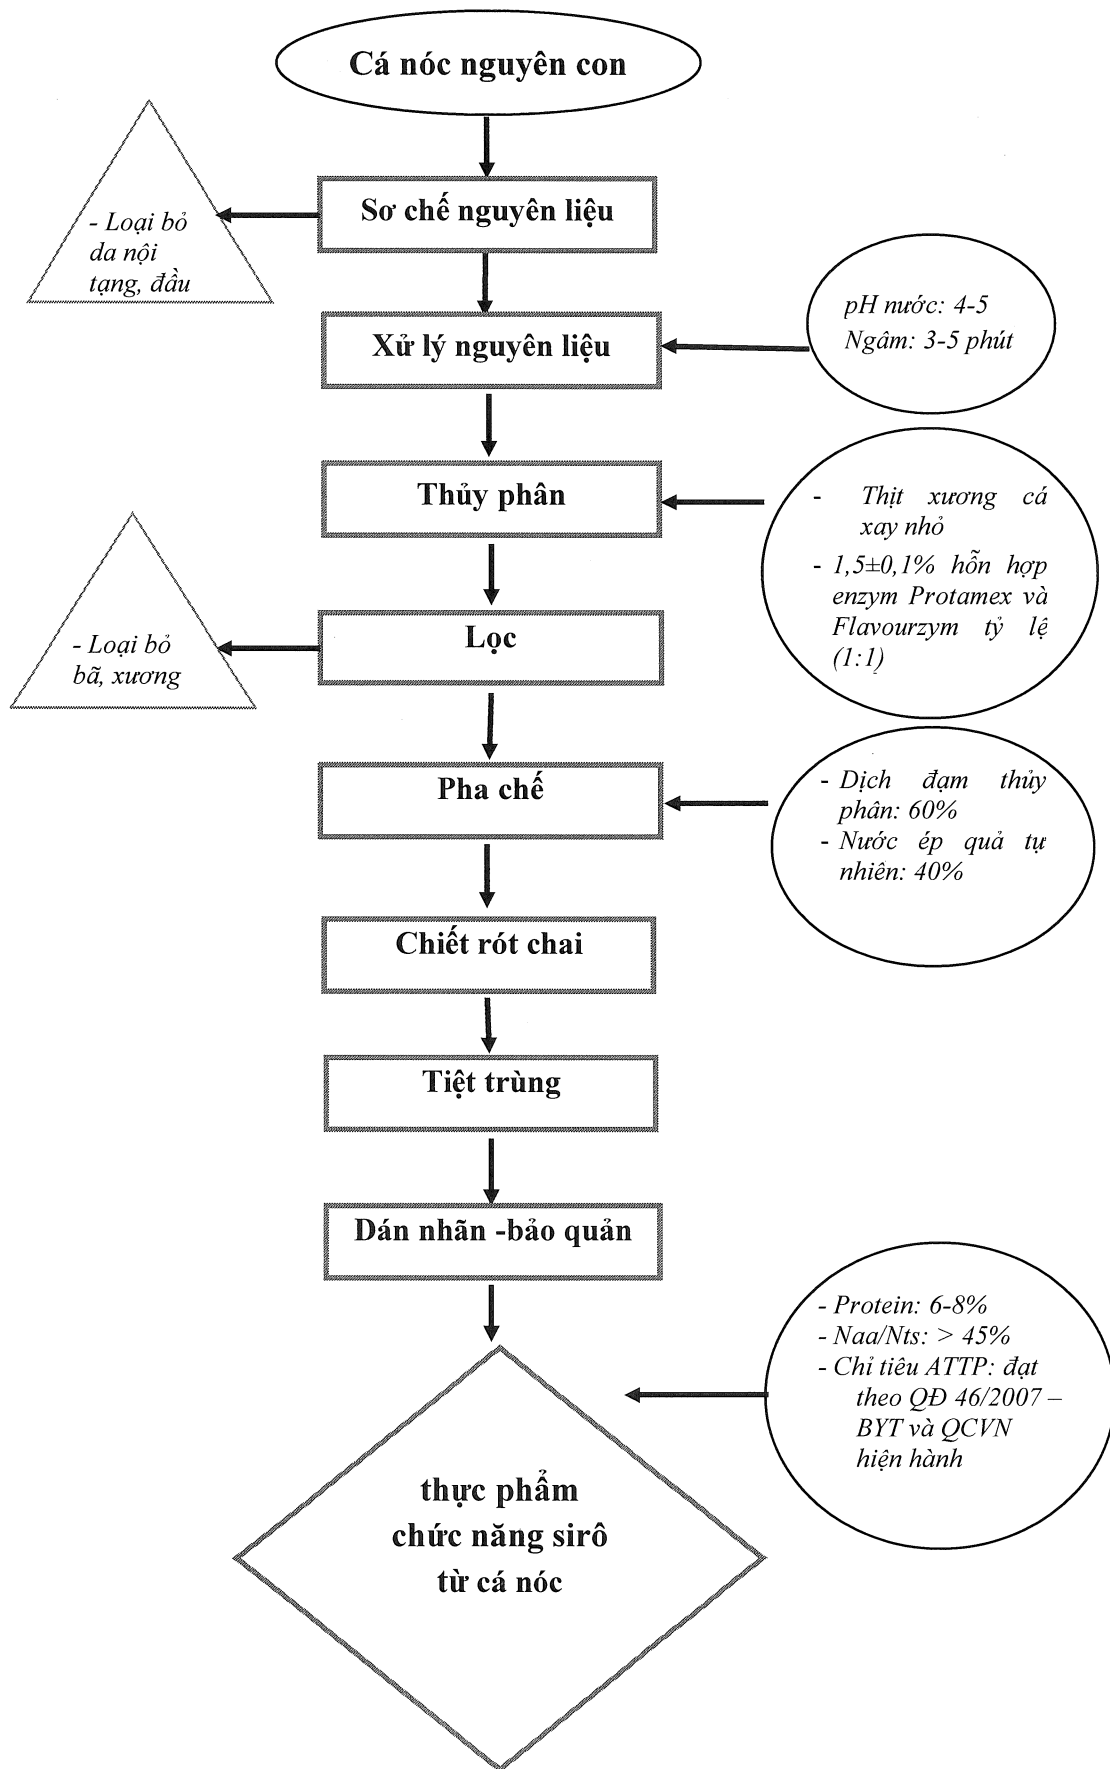 Cá nóc nguyên con
Sơ chế nguyên liệu
- Loại bỏ
da nội
tạng, đầu
Xử lý nguyên liệu
pH nước: 4-5
Ngâm: 3-5 phút
Thủy phân
- Thịt xương cá
xay nhỏ
- 1,5±0,1% hỗn hợp
enzym Protamex và
Flavourzym tỷ lệ
(1:1)
Lọc
- Loại bỏ
bã, xương
Pha chế
- Dịch đạm thủy
phân: 60%
- Nước ép quả tự
nhiên: 40%
Chiết rót chai
Tiệt trùng
Dán nhãn -bảo quản
- Protein: 6-8%
- Naa/Nts: > 45%
- Chỉ tiêu ATTP: đạt
theo QĐ 46/2007 –
BYT và QCVN
hiện hành
thực phẩm
chức năng sirô
từ cá nóc